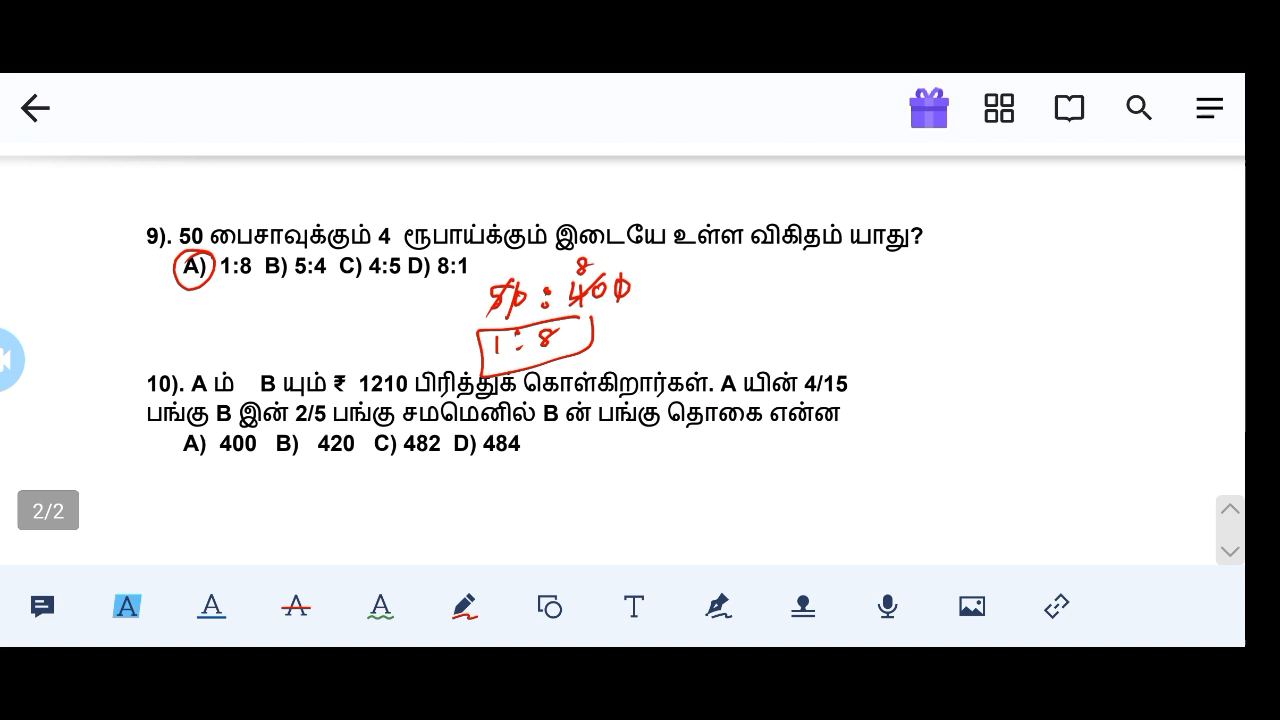 9). 50 பைசாவுக்கும் 4 ரூபாய்க்கும் இடையே உள்ள விகிதம் யாது?
A) 1:8 B) 5:4 C) 4:5 D) 8:1
8
50 : 400
1 : 8
10). A ம் B யும் ₹ 1210 பிரித்துக் கொள்கிறார்கள். A யின் 4/15
பங்கு B இன் 2/5 பங்கு சமமெனில் B ன் பங்கு தொகை என்ன
A) 400 B) 420 C) 482 D) 484
2/2